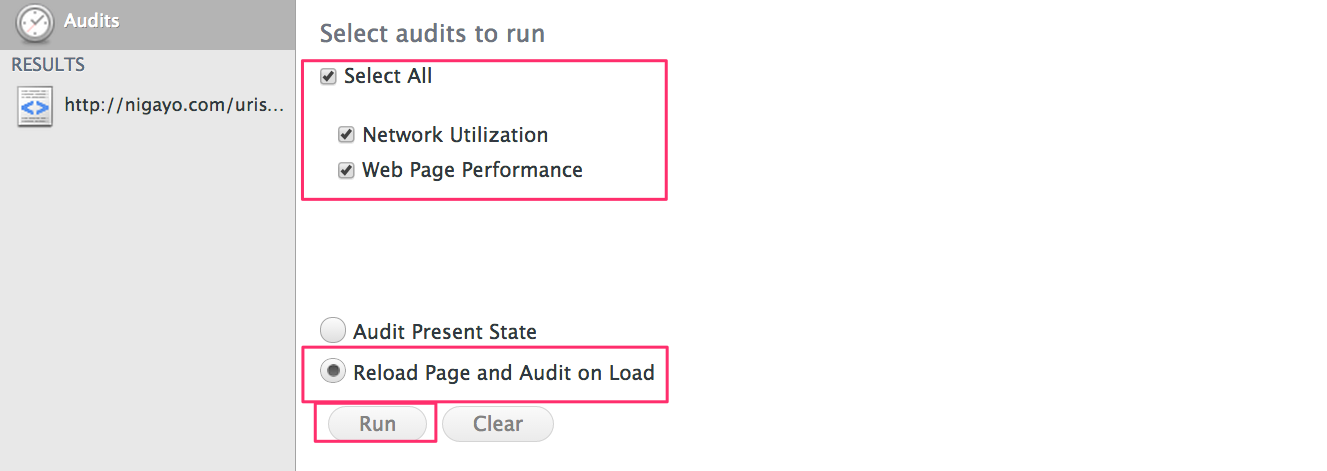 Audits
RESULTS
http://nigayo.com/uris...
Select audits to run
Select All
Network Utilization
Web Page Performance
Audit Present State
Reload Page and Audit on Load
Run
Clear